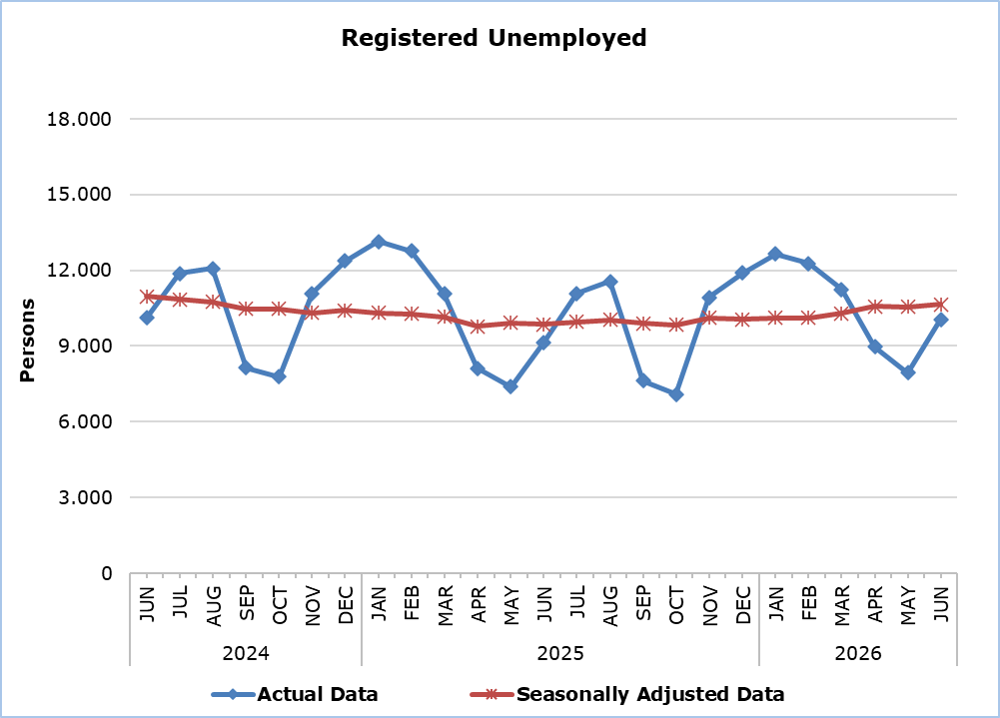 Registered Unemployed
18.000
15.000
12.000
9.000
6.000
3.000
0
Persons
JUN JUL AUG SEP OCT NOV DEC JAN FEB MAR APR MAY JUN JUL AUG SEP OCT NOV DEC JAN FEB MAR APR MAY JUN
2024 2025 2026
Actual Data Seasonally Adjusted Data